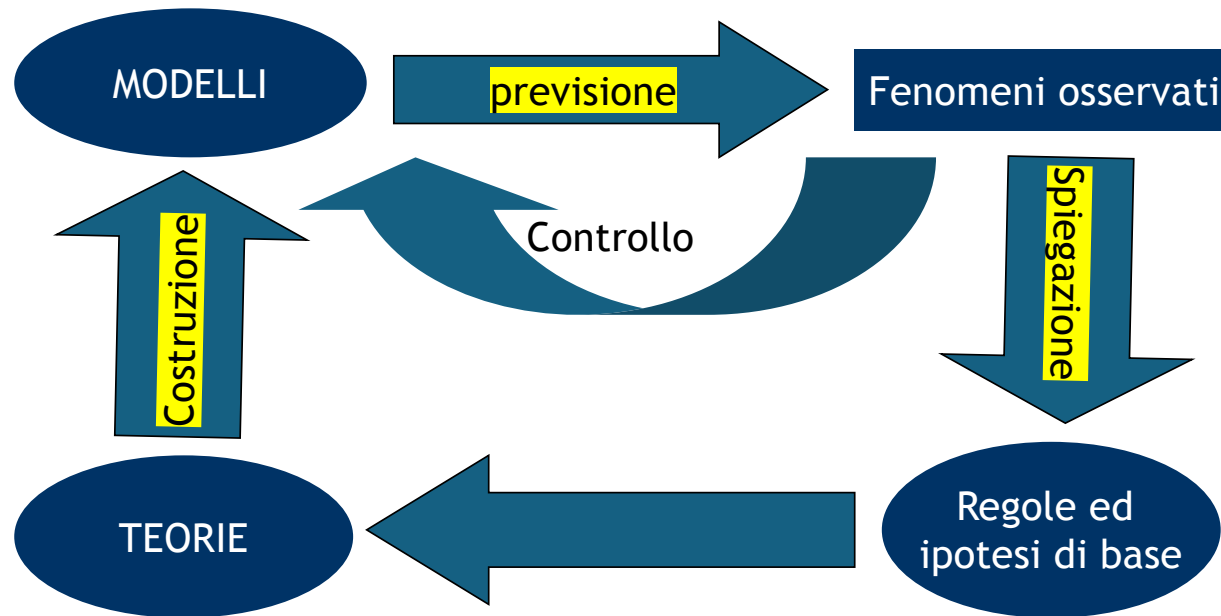 MODELLI
previsione
Fenomeni osservati
Controllo
Spiegazione
Costruzione
TEORIE
Regole ed
ipotesi di base